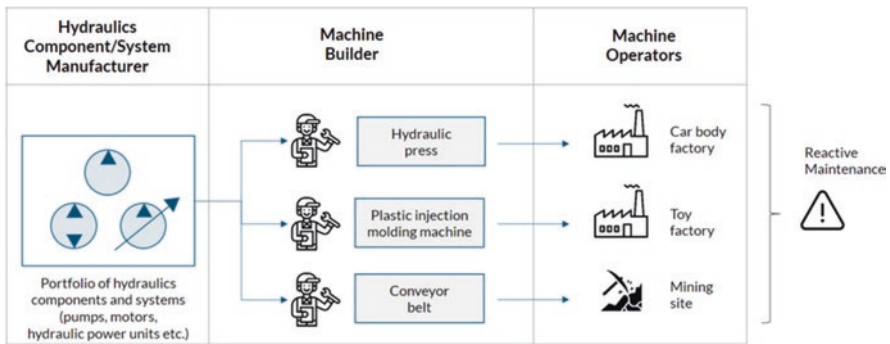 Hydraulics
Component/System
Manufacturer
Machine
Builder
Machine
Operators
Portfolio of hydraulics
components and systems
(pumps, motors,
hydraulic power units etc.)
Hydraulic
press
Car body
factory
Plastic injection
molding machine
Toy
factory
Conveyor
belt
Mining
site
Reactive
Maintenance